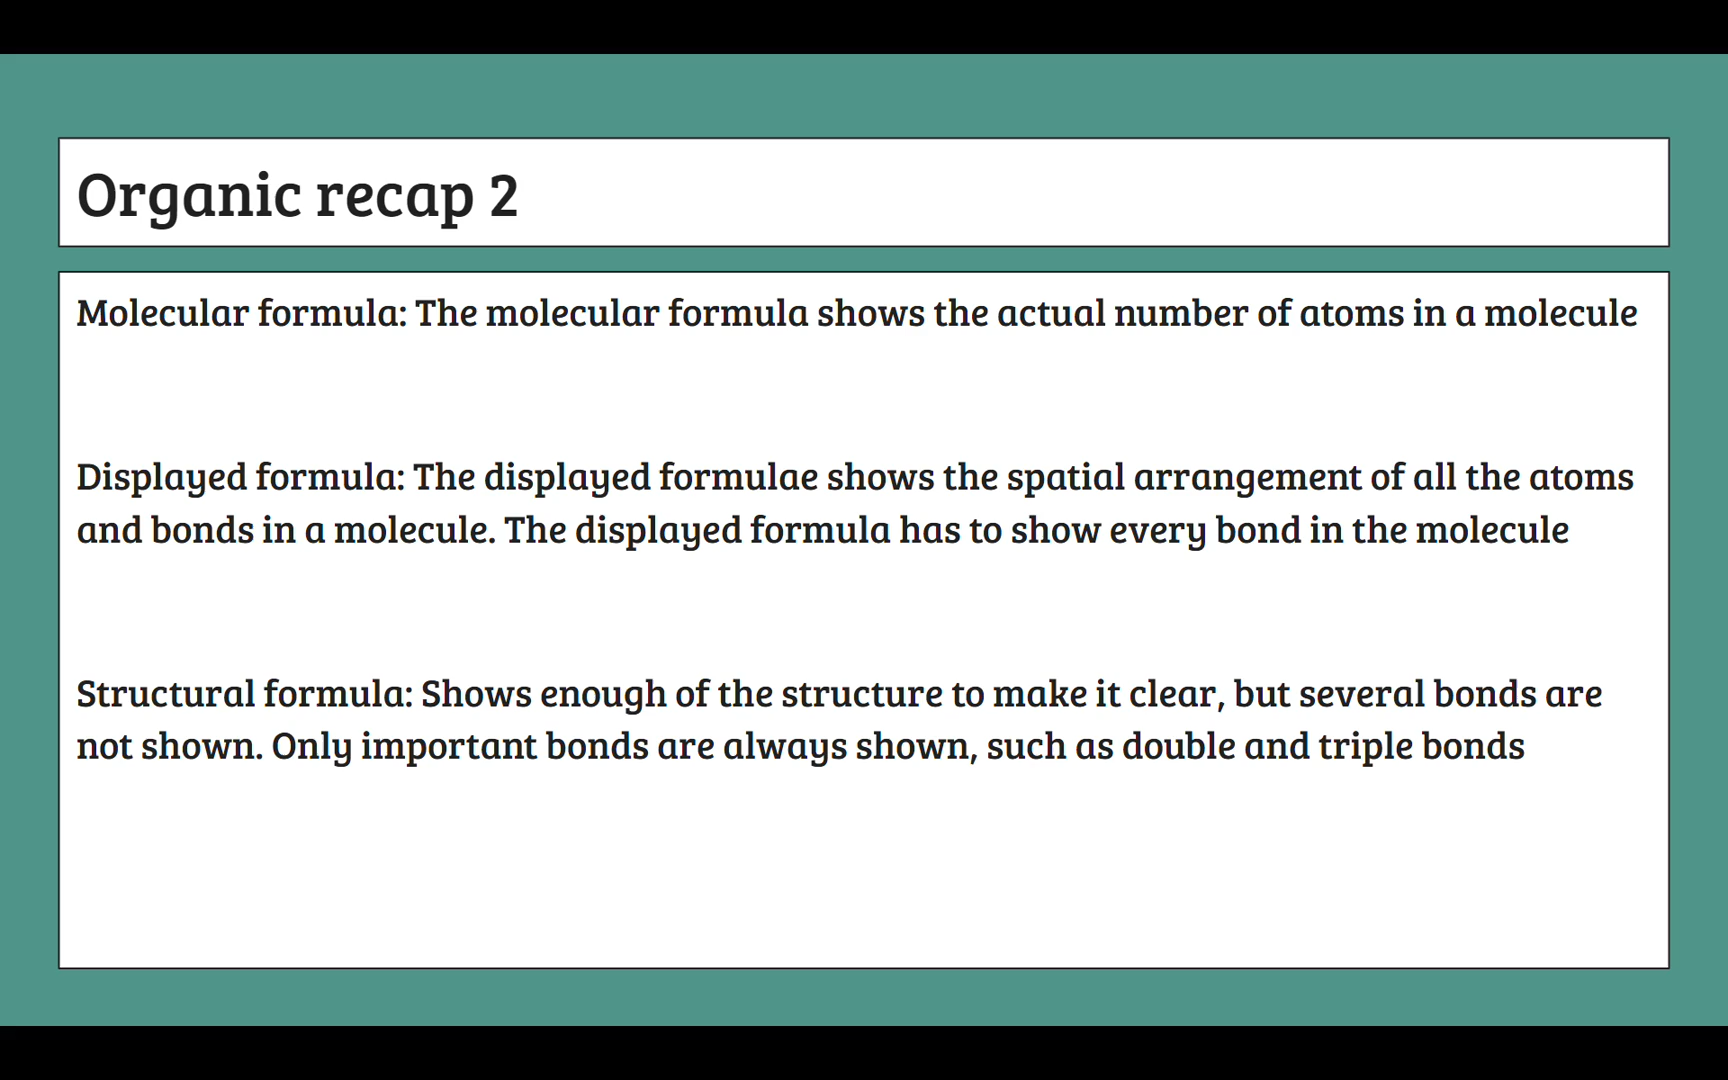 Organic recap 2
Molecular formula: The molecular formula shows the actual number of atoms in a molecule
Displayed formula: The displayed formulae shows the spatial arrangement of all the atoms
and bonds in a molecule. The displayed formula has to show every bond in the molecule
Structural formula: Shows enough of the structure to make it clear, but several bonds are
not shown. Only important bonds are always shown, such as double and triple bonds